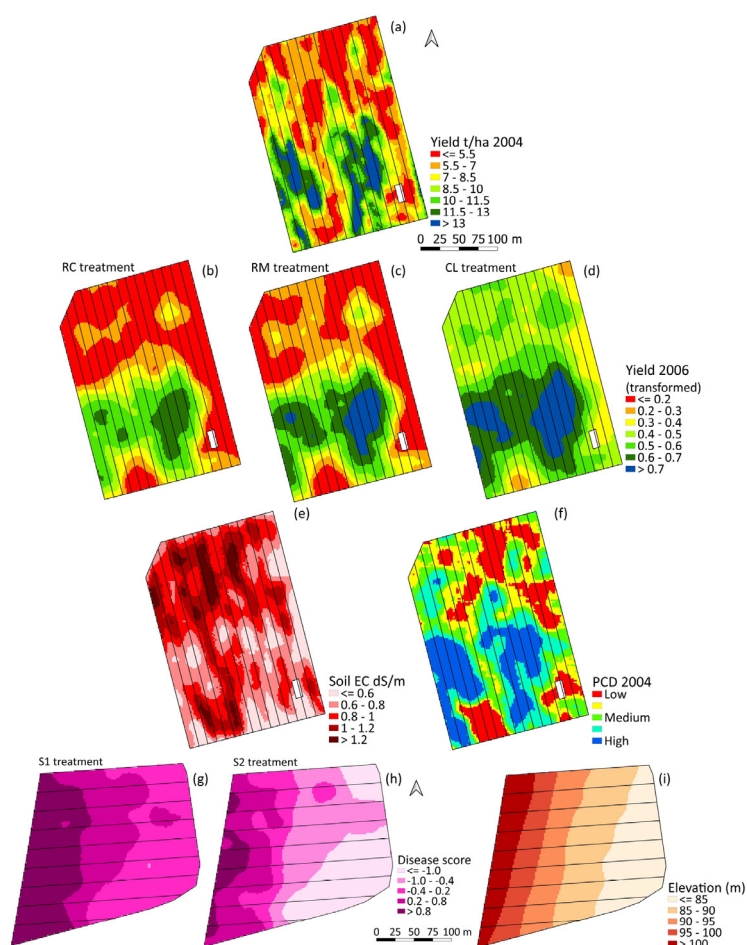 (a)
Yield t/ha 2004
<= 5.5
5.5 - 7
7 - 8.5
8.5 - 10
10 - 11.5
11.5 - 13
> 13
0 25 50 75 100 m
RC treatment (b)
RM treatment (c)
CL treatment (d)
Yield 2006
(transformed)
<= 0.2
0.2 - 0.3
0.3 - 0.4
0.4 - 0.5
0.5 - 0.6
0.6 - 0.7
> 0.7
(e)
Soil EC dS/m
<= 0.6
0.6 - 0.8
0.8 - 1
1 - 1.2
> 1.2
(f)
PCD 2004
Low
Medium
High
S1 treatment (g)
S2 treatment (h)
Disease score
<= -1.0
-1.0 - -0.4
-0.4 - 0.2
0.2 - 0.8
> 0.8
0 25 50 75 100 m
(i)
Elevation (m)
<= 85
85 - 90
90 - 95
95 - 100
> 100